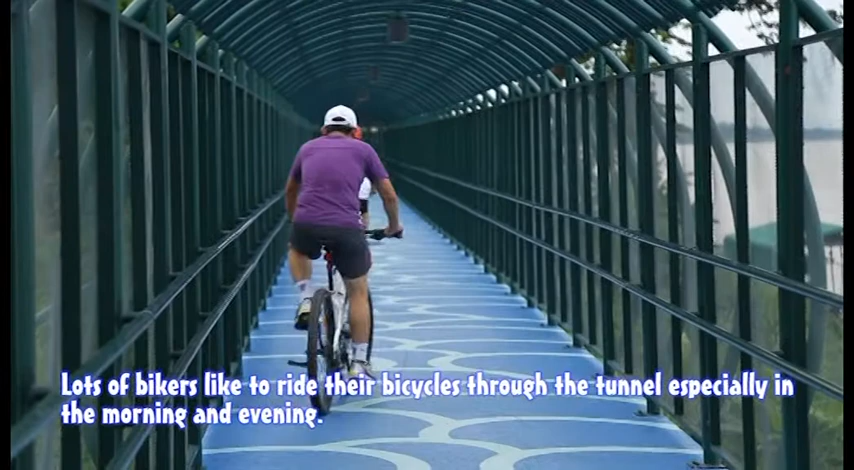 Lots of bikers like to ride their bicycles through the tunnel especially in
the morning and evening.